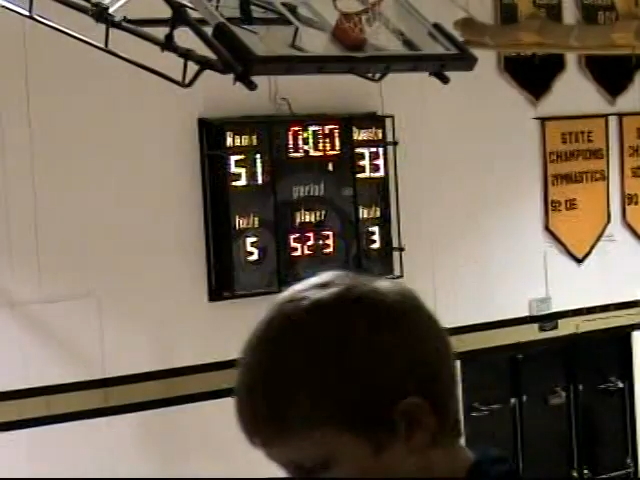 Rams 0:00 Guests
51 33
period
fouls player fouls
5 52-3 3
STATE
CHAMPIONS
GYMNASTICS